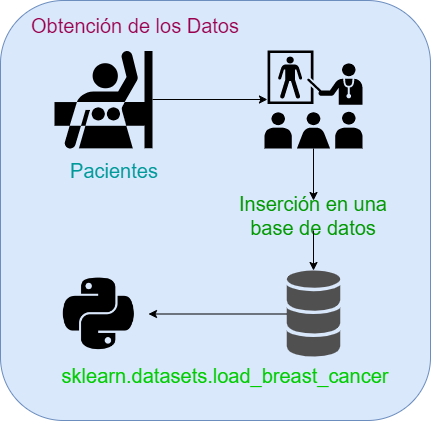 Obtención de los Datos
Pacientes
Inserción en una
base de datos
sklearn.datasets.load_breast_cancer